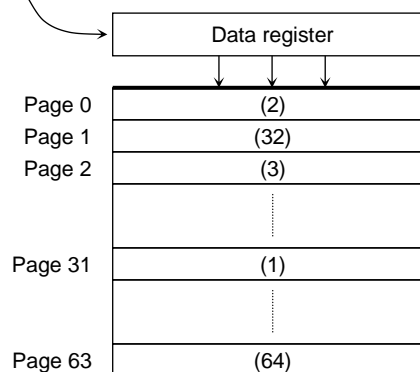 Data register
Page 0 (2)
Page 1 (32)
Page 2 (3)
Page 31 (1)
Page 63 (64)